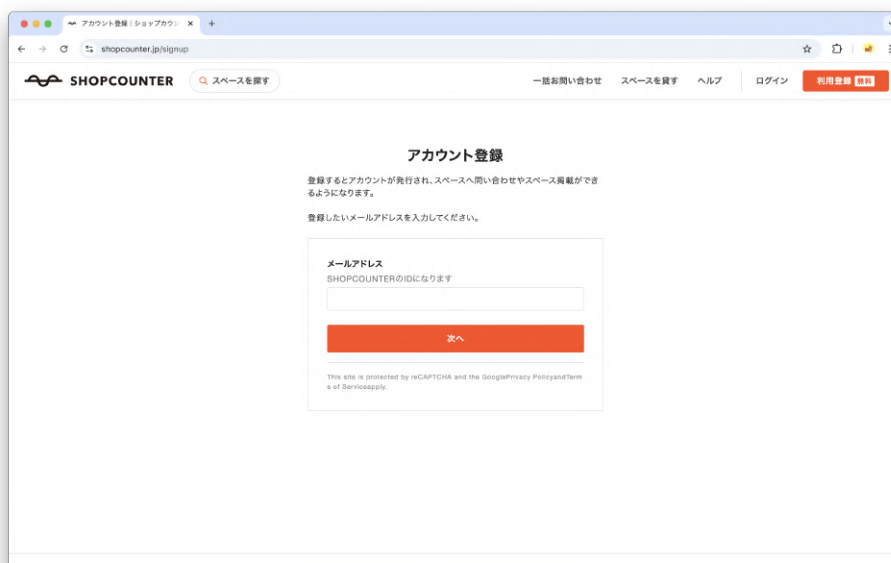 アカウント登録 | ショップカウン
shopcounter.jp/signup
SHOPCOUNTER
スペースを探す
一括お問い合わせ
スペースを貸す
ヘルプ
ログイン
利用登録 無料
アカウント登録
登録するとアカウントが発行され、スペースへ問い合わせやスペース掲載ができ
るようになります。
登録したいメールアドレスを入力してください。
メールアドレス
SHOPCOUNTERのIDになります
次へ
This site is protected by reCAPTCHA and the GooglePrivacy PolicyandTerm
s of Serviceapply.